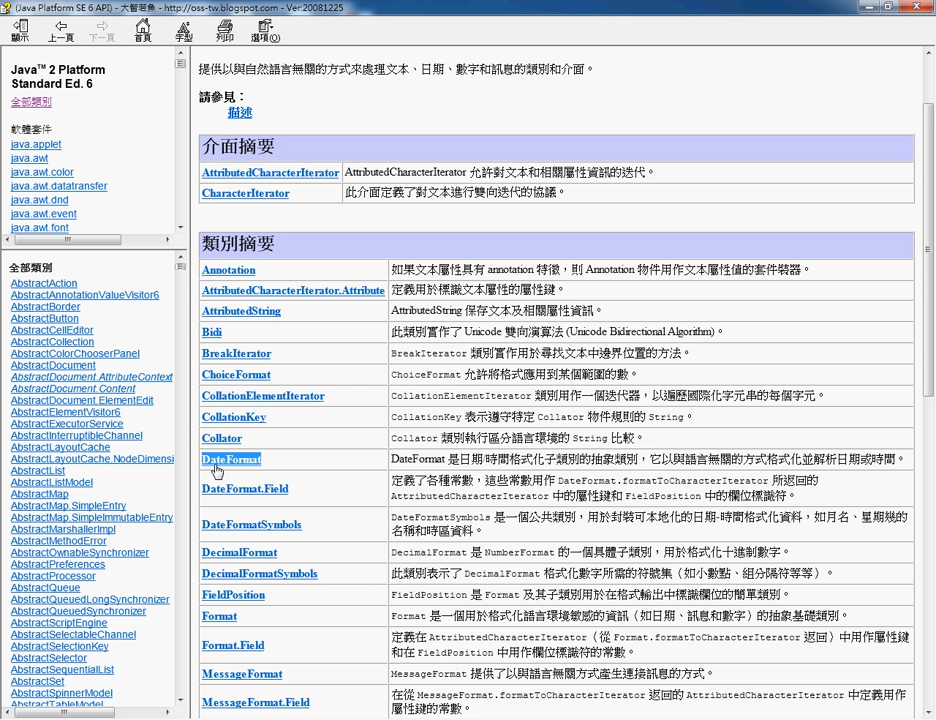 (Java Platform SE 6 API) - 大智若魚 - http://oss-tw.blogspot.com - Ver:20081225
顯示 上一頁 下一頁 首頁 字型 列印 選項(O)
Java™ 2 Platform
Standard Ed. 6
全部類別
軟體套件
java.applet
java.awt
java.awt.color
java.awt.datatransfer
java.awt.dnd
java.awt.event
java.awt.font
全部類別
AbstractAction
AbstractAnnotationValueVisitor6
AbstractBorder
AbstractButton
AbstractCellEditor
AbstractCollection
AbstractColorChooserPanel
AbstractDocument
AbstractDocument.AttributeContext
AbstractDocument.Content
AbstractDocument.ElementEdit
AbstractElementVisitor6
AbstractExecutorService
AbstractInterruptibleChannel
AbstractLayoutCache
AbstractLayoutCache.NodeDimensi
AbstractList
AbstractListModel
AbstractMap
AbstractMap.SimpleEntry
AbstractMap.SimpleImmutableEntry
AbstractMarshallerImpl
AbstractMethodError
AbstractOwnableSynchronizer
AbstractPreferences
AbstractProcessor
AbstractQueue
AbstractQueuedLongSynchronizer
AbstractQueuedSynchronizer
AbstractScriptEngine
AbstractSelectableChannel
AbstractSelectionKey
AbstractSelector
AbstractSequentialList
AbstractSet
AbstractSpinnerModel
AbstractTableModel
提供以與自然語言無關的方式來處理文本、日期、數字和訊息的類別和介面。
請參見：
描述
介面摘要
AttributedCharacterIterator AttributedCharacterIterator 允許對文本和相關屬性資訊的迭代。
CharacterIterator 此介面定義了對文本進行雙向迭代的協議。
類別摘要
Annotation 如果文本屬性具有 annotation 特徵，則 Annotation 物件用作文本屬性值的套件裝器。
AttributedCharacterIterator.Attribute 定義用於標識文本屬性的屬性鍵。
AttributedString AttributedString 保存文本及相關屬性資訊。
Bidi 此類別實作了 Unicode 雙向演算法 (Unicode Bidirectional Algorithm)。
BreakIterator BreakIterator 類別實作用於尋找文本中邊界位置的方法。
ChoiceFormat ChoiceFormat 允許將格式應用到某個範圍的數。
CollationElementIterator CollationElementIterator 類別用作一個迭代器，以遍歷國際化字元串的每個字元。
CollationKey CollationKey 表示遵守特定 Collator 物件規則的 String。
Collator Collator 類別執行區分語言環境的 String 比較。
DateFormat DateFormat 是日期/時間格式化子類別的抽象類別，它以與語言無關的方式格式化並解析日期或時間。
DateFormat.Field 定義了各種常數，這些常數用作 DateFormat.formatToCharacterIterator 所返回的
AttributedCharacterIterator 中的屬性鍵和 FieldPosition 中的欄位標識符。
DateFormatSymbols DateFormatSymbols 是一個公共類別，用於封裝可本地化的日期-時間格式化資料，如月名、星期幾的
名稱和時區資料。
DecimalFormat DecimalFormat 是 NumberFormat 的一個具體子類別，用於格式化十進制數字。
DecimalFormatSymbols 此類別表示了 DecimalFormat 格式化數字所需的符號集（如小數點、組分隔符等等）。
FieldPosition FieldPosition 是 Format 及其子類別用於在格式輸出中標識欄位的簡單類別。
Format Format 是一個用於格式化語言環境敏感的資訊（如日期、訊息和數字）的抽象基礎類別。
Format.Field 定義在 AttributedCharacterIterator（從 Format.formatToCharacterIterator 返回）中用作屬性鍵
和在 FieldPosition 中用作欄位標識符的常數。
MessageFormat MessageFormat 提供了以與語言無關方式產生連接訊息的方式。
MessageFormat.Field 在從 MessageFormat.formatToCharacterIterator 返回的 AttributedCharacterIterator 中定義用作
屬性鍵的常數。